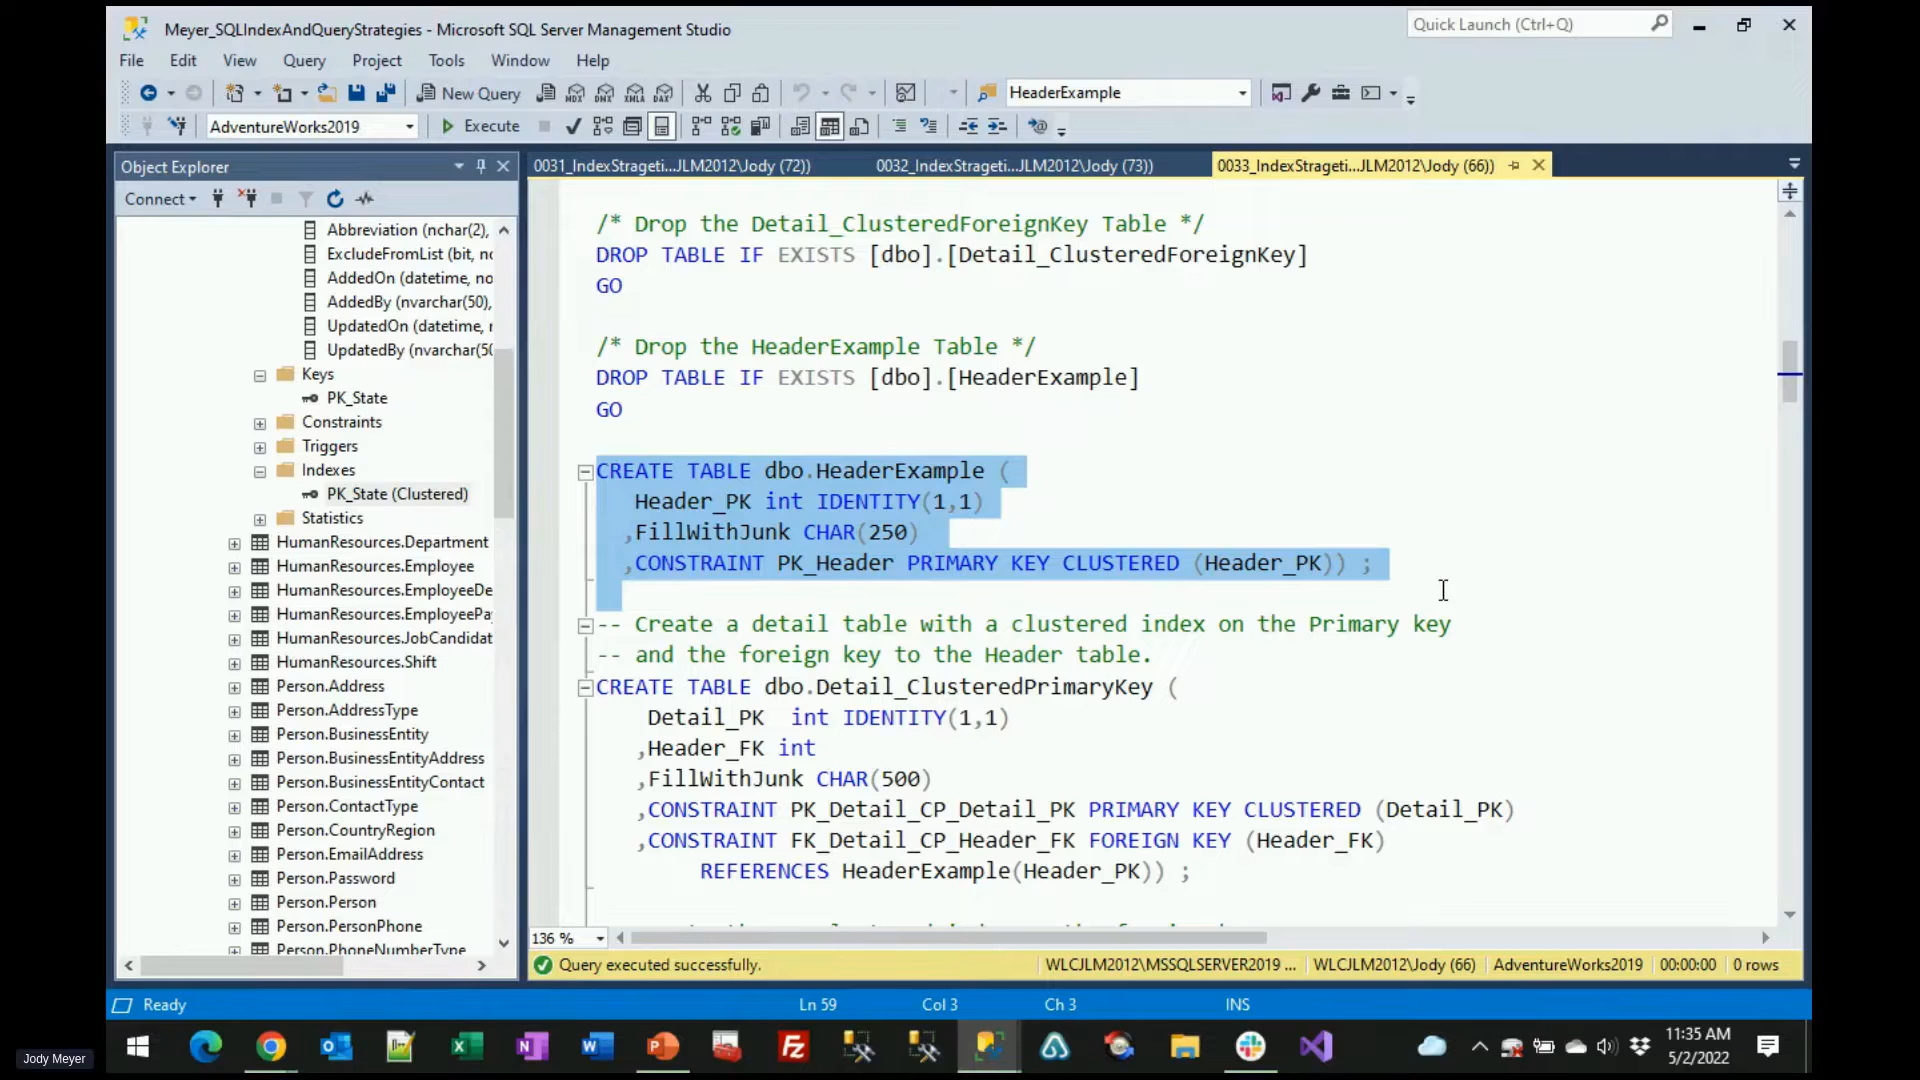 Meyer_SQLIndexAndQueryStrategies - Microsoft SQL Server Management Studio
Quick Launch (Ctrl+Q)
File Edit View Query Project Tools Window Help
New Query
HeaderExample
AdventureWorks2019
Execute
Object Explorer
0031_IndexStrageti...JLM2012\Jody (72))
0032_IndexStrageti...JLM2012\Jody (73))
0033_IndexStrageti...JLM2012\Jody (66))
Connect
Abbreviation (nchar(2),
ExcludeFromList (bit, no
AddedOn (datetime, no
AddedBy (nvarchar(50),
UpdatedOn (datetime, n
UpdatedBy (nvarchar(50
Keys
PK_State
Constraints
Triggers
Indexes
PK_State (Clustered)
Statistics
HumanResources.Department
HumanResources.Employee
HumanResources.EmployeeDe
HumanResources.EmployeePa
HumanResources.JobCandidat
HumanResources.Shift
Person.Address
Person.AddressType
Person.BusinessEntity
Person.BusinessEntityAddress
Person.BusinessEntityContact
Person.ContactType
Person.CountryRegion
Person.EmailAddress
Person.Password
Person.Person
Person.PersonPhone
Person.PhoneNumberType
/* Drop the Detail_ClusteredForeignKey Table */
DROP TABLE IF EXISTS [dbo].[Detail_ClusteredForeignKey]
GO
/* Drop the HeaderExample Table */
DROP TABLE IF EXISTS [dbo].[HeaderExample]
GO
CREATE TABLE dbo.HeaderExample (
Header_PK int IDENTITY(1,1)
,FillWithJunk CHAR(250)
,CONSTRAINT PK_Header PRIMARY KEY CLUSTERED (Header_PK)) ;
-- Create a detail table with a clustered index on the Primary key
-- and the foreign key to the Header table.
CREATE TABLE dbo.Detail_ClusteredPrimaryKey (
Detail_PK int IDENTITY(1,1)
,Header_FK int
,FillWithJunk CHAR(500)
,CONSTRAINT PK_Detail_CP_Detail_PK PRIMARY KEY CLUSTERED (Detail_PK)
,CONSTRAINT FK_Detail_CP_Header_FK FOREIGN KEY (Header_FK)
REFERENCES HeaderExample(Header_PK)) ;
136 %
Query executed successfully.
WLCJLM2012\MSSQLSERVER2019 ... WLCJLM2012\Jody (66) AdventureWorks2019 00:00:00 0 rows
Ready
Ln 59 Col 3 Ch 3 INS
Jody Meyer
11:35 AM
5/2/2022